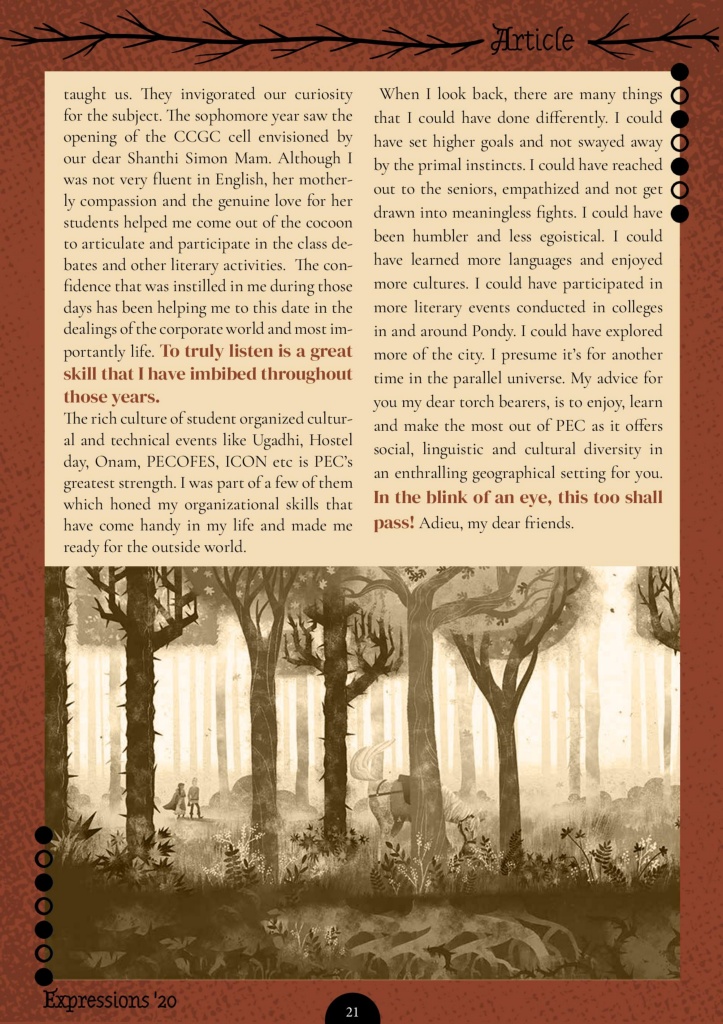 Article
taught us. They invigorated our curiosity
for the subject. The sophomore year saw the
opening of the CCGC cell envisioned by
our dear Shanthi Simon Mam. Although I
was not very fluent in English, her mother-
ly compassion and the genuine love for her
students helped me come out of the cocoon
to articulate and participate in the class de-
bates and other literary activities. The con-
fidence that was instilled in me during those
days has been helping me to this date in the
dealings of the corporate world and most im-
portantly life. To truly listen is a great
skill that I have imbibed throughout
those years.
The rich culture of student organized cultur-
al and technical events like Ugadhi, Hostel
day, Onam, PECOFES, ICON etc is PEC's
greatest strength. I was part of a few of them
which honed my organizational skills that
have come handy in my life and made me
ready for the outside world.
When I look back, there are many things
that I could have done differently. I could
have set higher goals and not swayed away
by the primal instincts. I could have reached
out to the seniors, empathized and not get
drawn into meaningless fights. I could have
been humbler and less egoistical. I could
have learned more languages and enjoyed
more cultures. I could have participated in
more literary events conducted in colleges
in and around Pondy. I could have explored
more of the city. I presume it's for another
time in the parallel universe. My advice for
you my dear torch bearers, is to enjoy, learn
and make the most out of PEC as it offers
social, linguistic and cultural diversity in
an enthralling geographical setting for you.
In the blink of an eye, this too shall
pass! Adieu, my dear friends.
Expressions '20
21